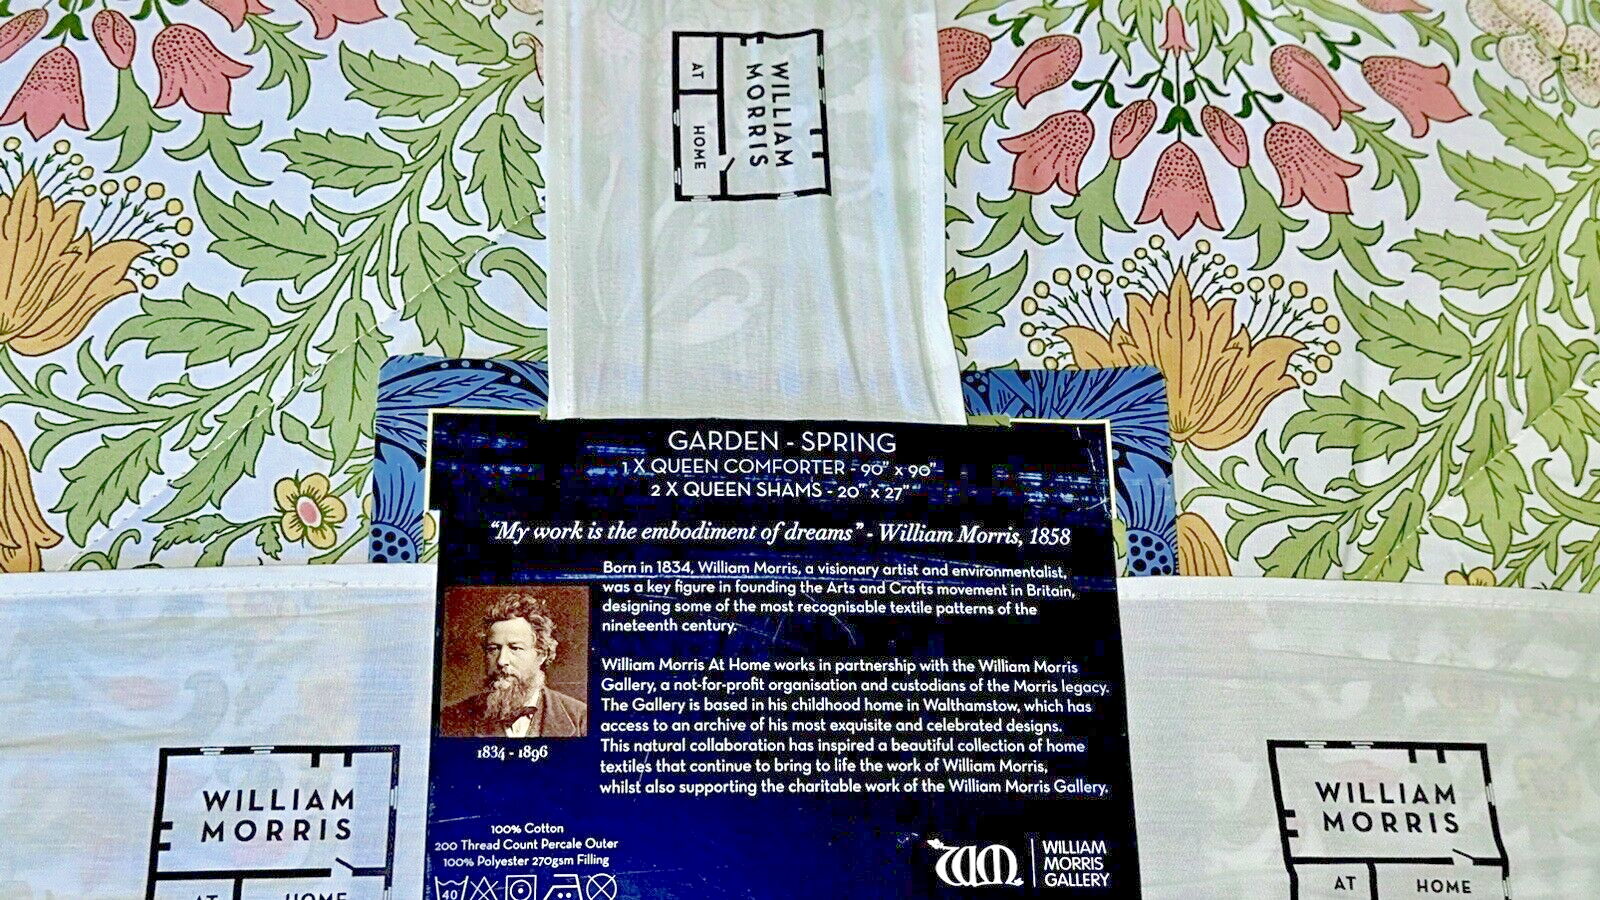 WILLIAM
MORRIS
AT
HOME
GARDEN - SPRING
1 X QUEEN COMFORTER - 90" x 90"
2 X QUEEN SHAMS - 20" x 27"
"My work is the embodiment of dreams" - William Morris, 1858
Born in 1834, William Morris, a visionary artist and environmentalist,
was a key figure in founding the Arts and Crafts movement in Britain,
designing some of the most recognisable textile patterns of the
nineteenth century.
William Morris At Home works in partnership with the William Morris
Gallery, a not-for-profit organisation and custodians of the Morris legacy.
The Gallery is based in his childhood home in Walthamstow, which has
access to an archive of his most exquisite and celebrated designs.
This natural collaboration has inspired a beautiful collection of home
textiles that continue to bring to life the work of William Morris,
whilst also supporting the charitable work of the William Morris Gallery.
1834 - 1896
100% Cotton
200 Thread Count Percale Outer
100% Polyester 270gsm Filling
40
WM
WILLIAM
MORRIS
GALLERY
WILLIAM
MORRIS
AT HOME
WILLIAM
MORRIS
AT HOME